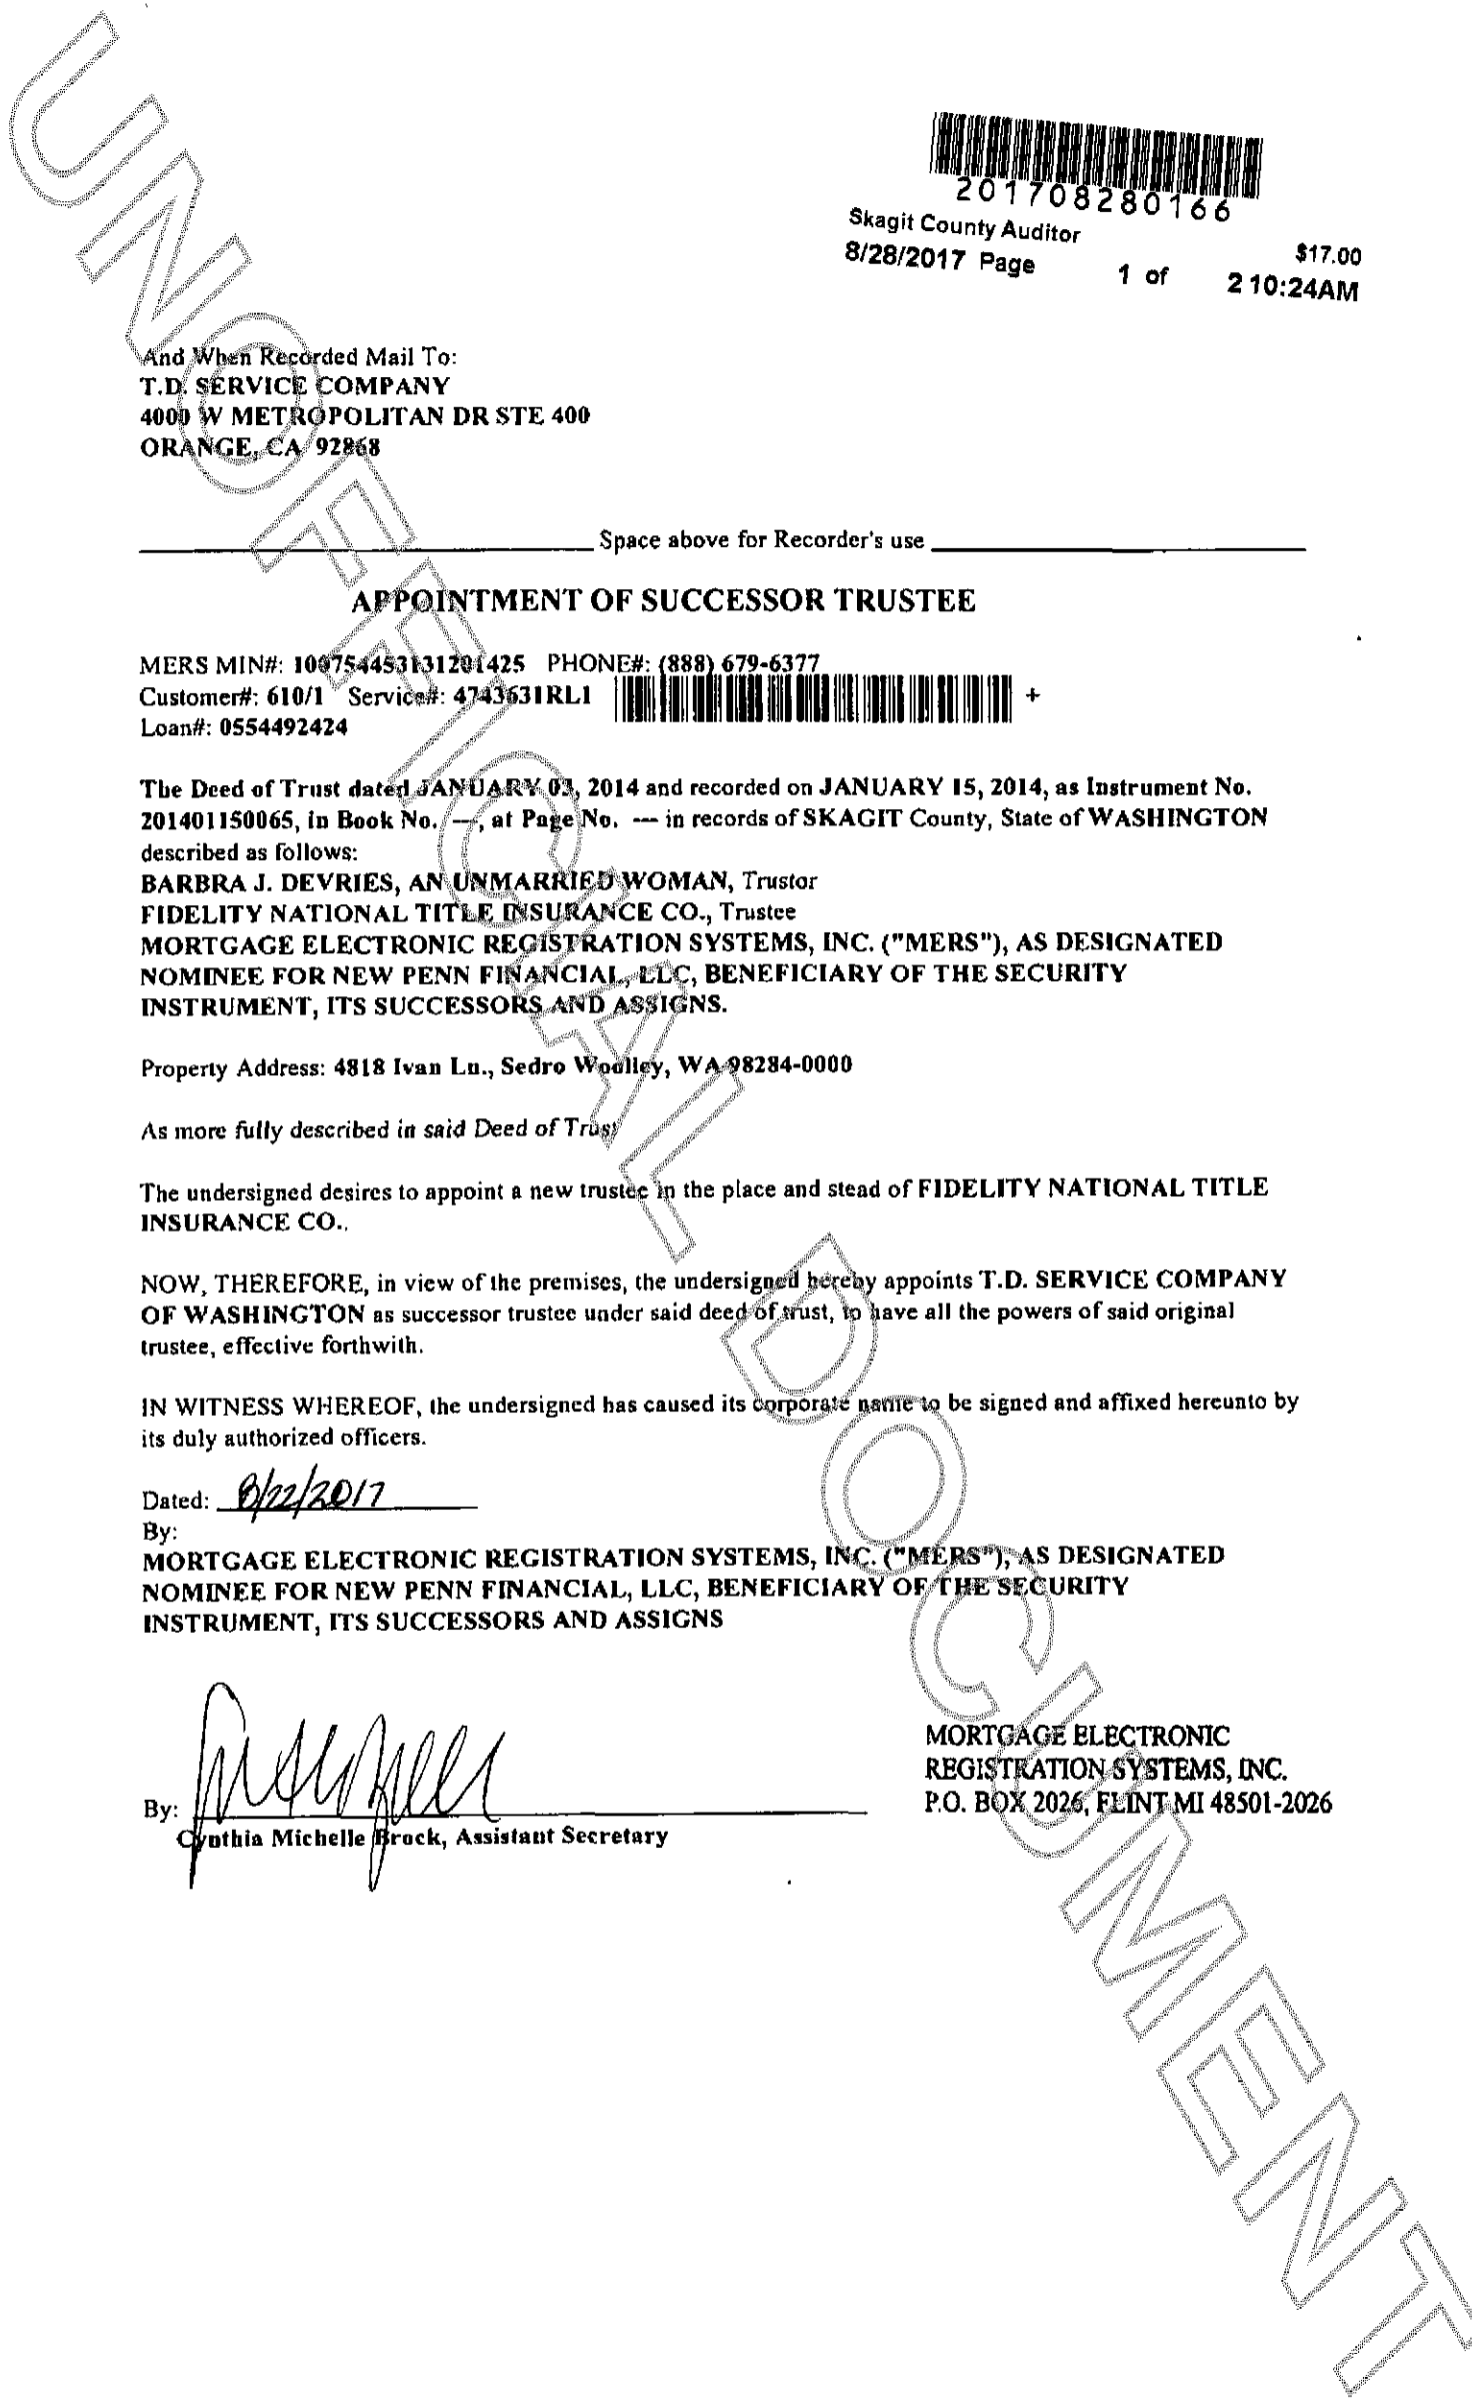 201708280166
Skagit County Auditor $17.00
8/28/2017 Page 1 of 2 10:24AM
And When Recorded Mail To:
T.D. SERVICE COMPANY
4000 W METROPOLITAN DR STE 400
ORANGE, CA 92868
Space above for Recorder's use
APPOINTMENT OF SUCCESSOR TRUSTEE
MERS MIN#: 100754453131201425 PHONE#: (888) 679-6377
Customer#: 610/1 Service#: 4743631RL1 +
Loan#: 0554492424
The Deed of Trust dated JANUARY 03, 2014 and recorded on JANUARY 15, 2014, as Instrument No.
201401150065, in Book No. ---, at Page No. --- in records of SKAGIT County, State of WASHINGTON
described as follows:
BARBRA J. DEVRIES, AN UNMARRIED WOMAN, Trustor
FIDELITY NATIONAL TITLE INSURANCE CO., Trustee
MORTGAGE ELECTRONIC REGISTRATION SYSTEMS, INC. ("MERS"), AS DESIGNATED
NOMINEE FOR NEW PENN FINANCIAL, LLC, BENEFICIARY OF THE SECURITY
INSTRUMENT, ITS SUCCESSORS AND ASSIGNS.
Property Address: 4818 Ivan Ln., Sedro Woolley, WA 98284-0000
As more fully described in said Deed of Trust
The undersigned desires to appoint a new trustee in the place and stead of FIDELITY NATIONAL TITLE
INSURANCE CO..
NOW, THEREFORE, in view of the premises, the undersigned hereby appoints T.D. SERVICE COMPANY
OF WASHINGTON as successor trustee under said deed of trust, to have all the powers of said original
trustee, effective forthwith.
IN WITNESS WHEREOF, the undersigned has caused its corporate name to be signed and affixed hereunto by
its duly authorized officers.
Dated: 8/22/2017
By:
MORTGAGE ELECTRONIC REGISTRATION SYSTEMS, INC. ("MERS"), AS DESIGNATED
NOMINEE FOR NEW PENN FINANCIAL, LLC, BENEFICIARY OF THE SECURITY
INSTRUMENT, ITS SUCCESSORS AND ASSIGNS
MORTGAGE ELECTRONIC
REGISTRATION SYSTEMS, INC.
P.O. BOX 2026, FLINT MI 48501-2026
By:
Cynthia Michelle Brock, Assistant Secretary
UNOFFICIAL DOCUMENT